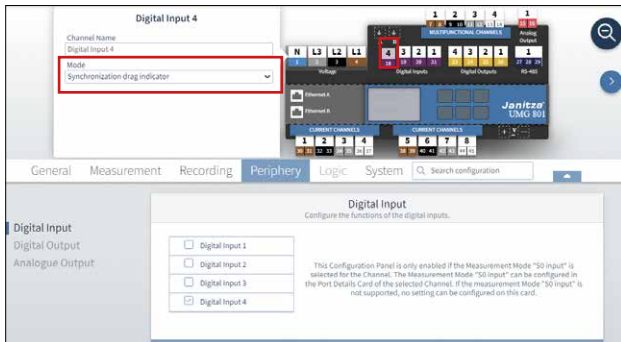 Digital Input 4
Channel Name
Digital Input 4
Mode
Synchronization drag indicator
1 2 3 4
MULTIFUNCTIONAL CHANNELS
1
Analog
Output
B
N L3 L2 L1
4 3 2 1
4 3 2 1
1
Voltage
Digital Inputs
Digital Outputs
RS-485
Ethernet A
Ethernet B
Janitza
UMG 801
CURRENT CHANNELS
1 2 3 4
CURRENT CHANNELS
5 6 7 8
General Measurement Recording Periphery Logic System Search configuration
Digital Input
Digital Output
Analogue Output
Digital Input
Configure the functions of the digital inputs.
Digital Input 1
Digital Input 2
Digital Input 3
Digital Input 4
This Configuration Panel is only enabled if the Measurement Mode "S0 input" is
selected for the Channel. The Measurement Mode "S0 input" can be configured in
the Port Details Card of the selected Channel. If the measurement Mode "S0 input" is
not supported, no setting can be configured on this card.